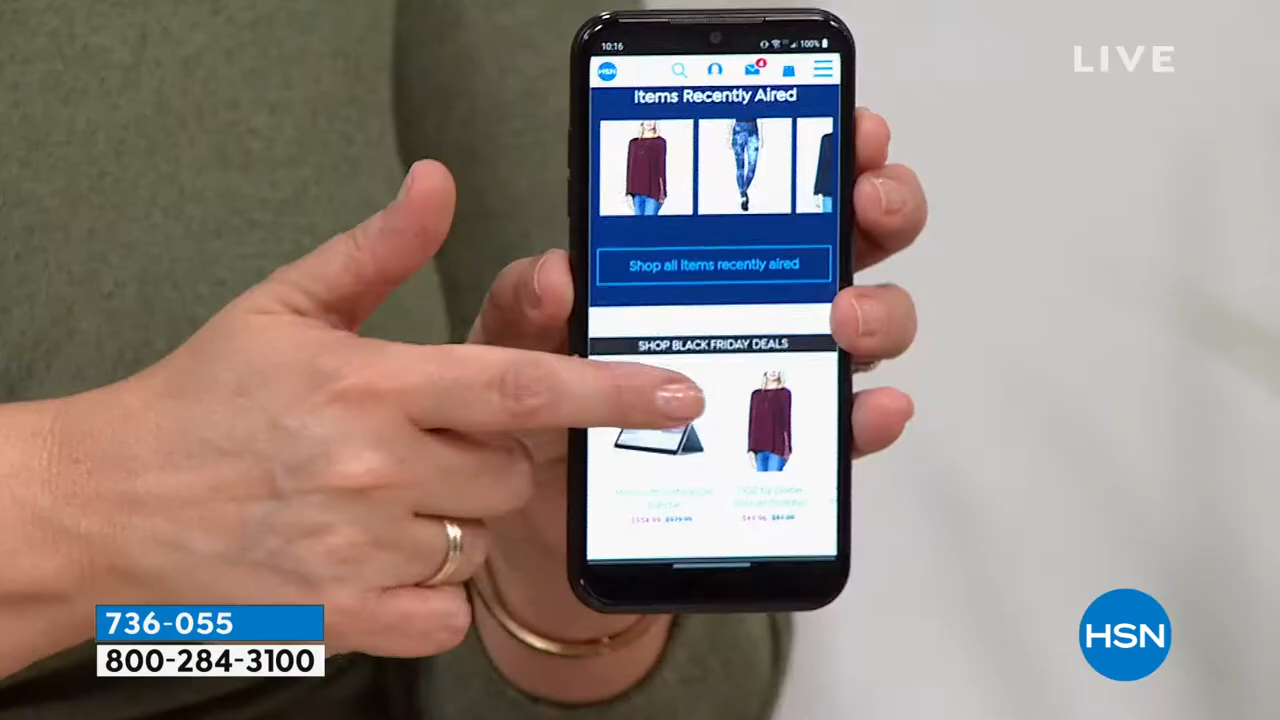 LIVE
10:16
100%
HSN
4
Items Recently Aired
Shop all items recently aired
SHOP BLACK FRIDAY DEALS
736-055
800-284-3100
HSN